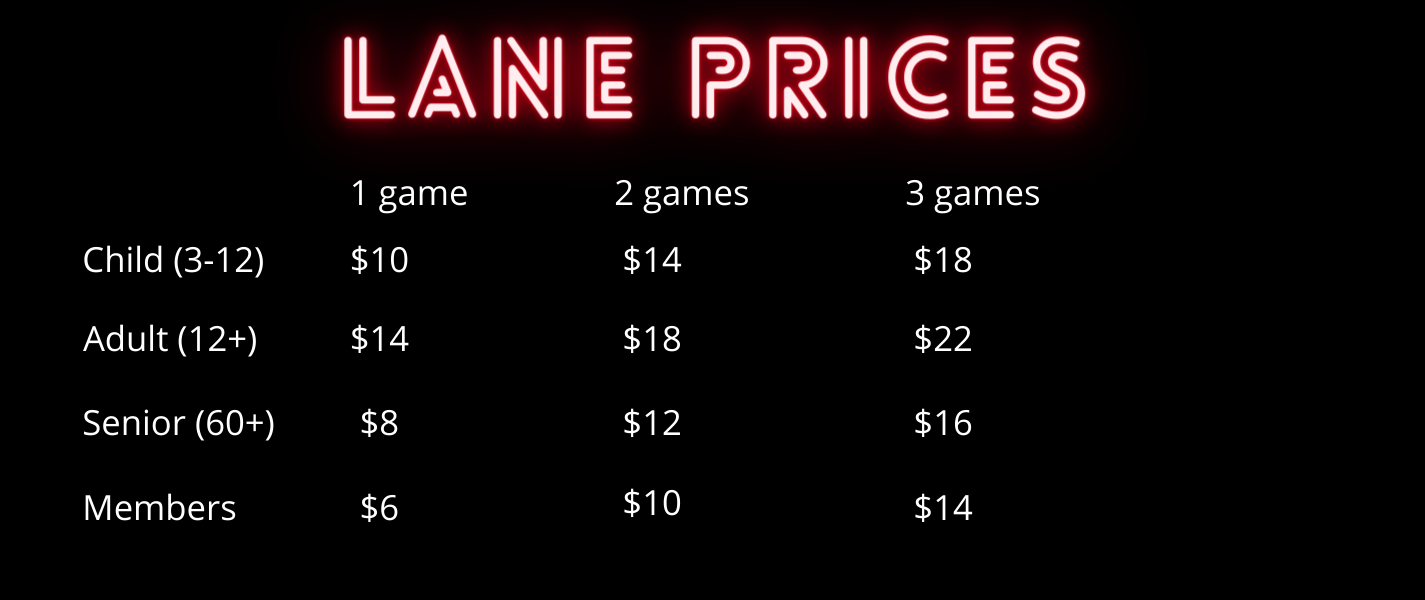 LANE PRICES
1 game 2 games 3 games
Child (3-12) $10 $14 $18
Adult (12+) $14 $18 $22
Senior (60+) $8 $12 $16
Members $6 $10 $14